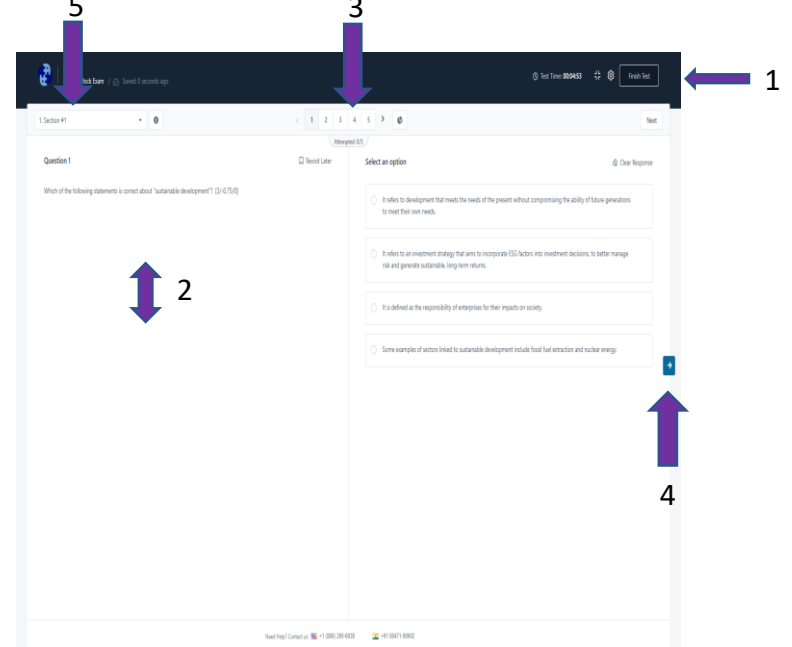 5
3
1
ock Exam / Saved 0 seconds ago
Test Time: 00:04:53
Finish Test
1. Section #1
1 2 3 4 5
Next
Attempted: 0/5
Question 1
Revisit Later
Which of the following statements is correct about "sustainable development"? (3/-0.75/0)
2
Select an option
Clear Response
It refers to development that meets the needs of the present without compromising the ability of future generations
to meet their own needs.
It refers to an investment strategy that aims to incorporate ESG factors into investment decisions, to better manage
risk and generate sustainable, long-term returns.
It is defined as the responsibility of enterprises for their impacts on society.
Some examples of sectors linked to sustainable development include fossil fuel extraction and nuclear energy.
4
Need Help? Contact us: